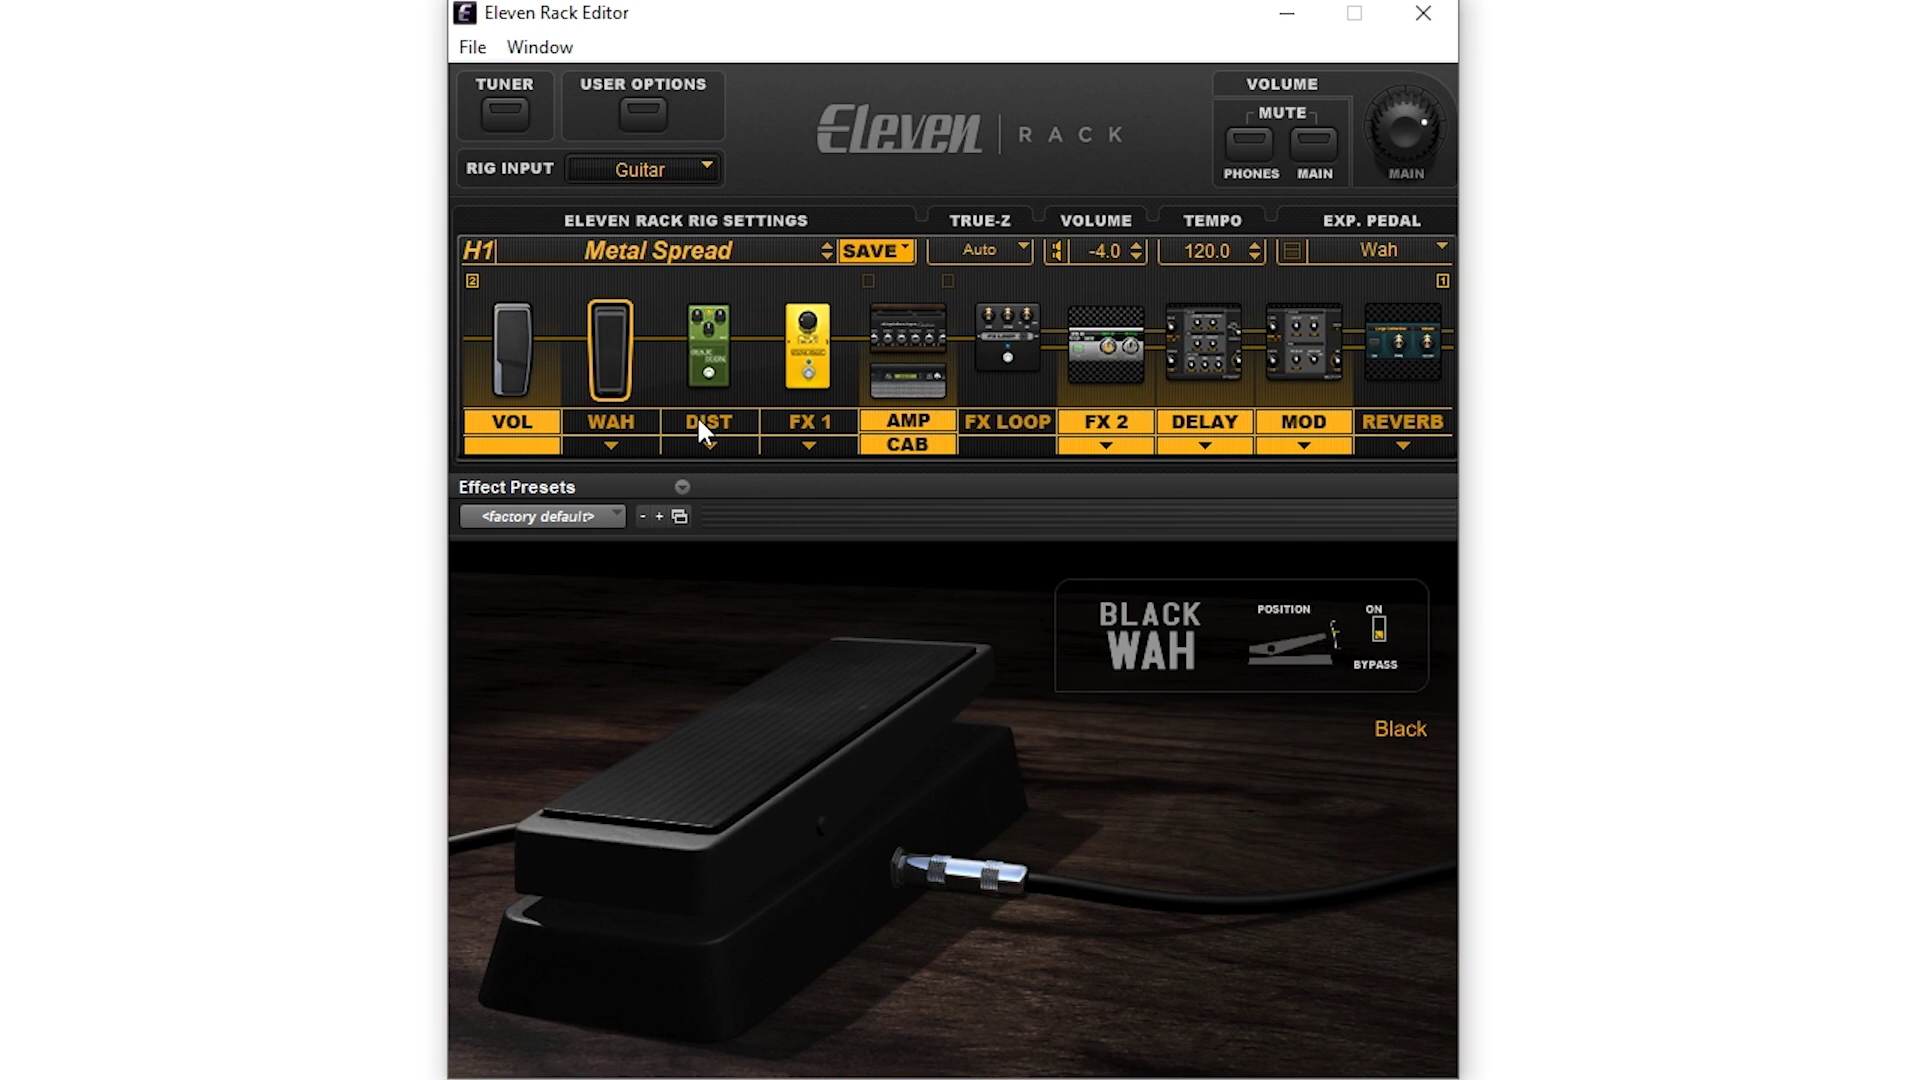 Eleven Rack Editor
File Window
TUNER
USER OPTIONS
RIG INPUT
Guitar
Eleven | RACK
VOLUME
MUTE
PHONES MAIN
MAIN
ELEVEN RACK RIG SETTINGS
TRUE-Z
VOLUME
TEMPO
EXP. PEDAL
H1
Metal Spread
SAVE
Auto
-4.0
120.0
Wah
2
1
VOL
WAH
DIST
FX 1
AMP
CAB
FX LOOP
FX 2
DELAY
MOD
REVERB
Effect Presets
<factory default>
- +
BLACK
WAH
POSITION
ON
BYPASS
Black